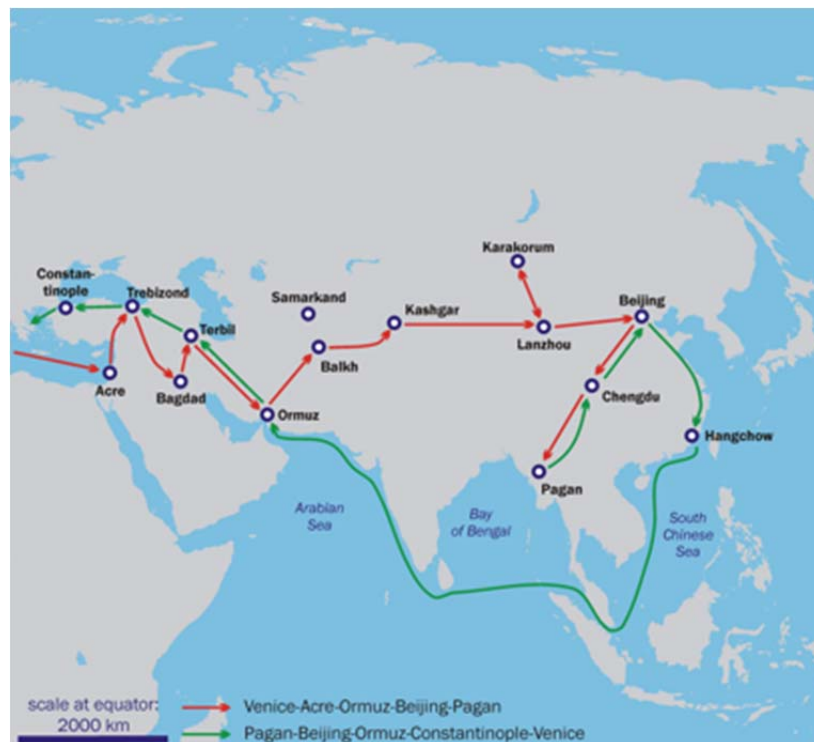 Karakorum
Constan-
tinople
Trebizond
Samarkand
Kashgar
Beijing
Terbil
Lanzhou
Balkh
Acre
Bagdad
Chengdu
Ormuz
Hangchow
Pagan
Arabian
Sea
Bay
of Bengal
South
Chinese
Sea
scale at equator:
2000 km
Venice-Acre-Ormuz-Beijing-Pagan
Pagan-Beijing-Ormuz-Constantinople-Venice